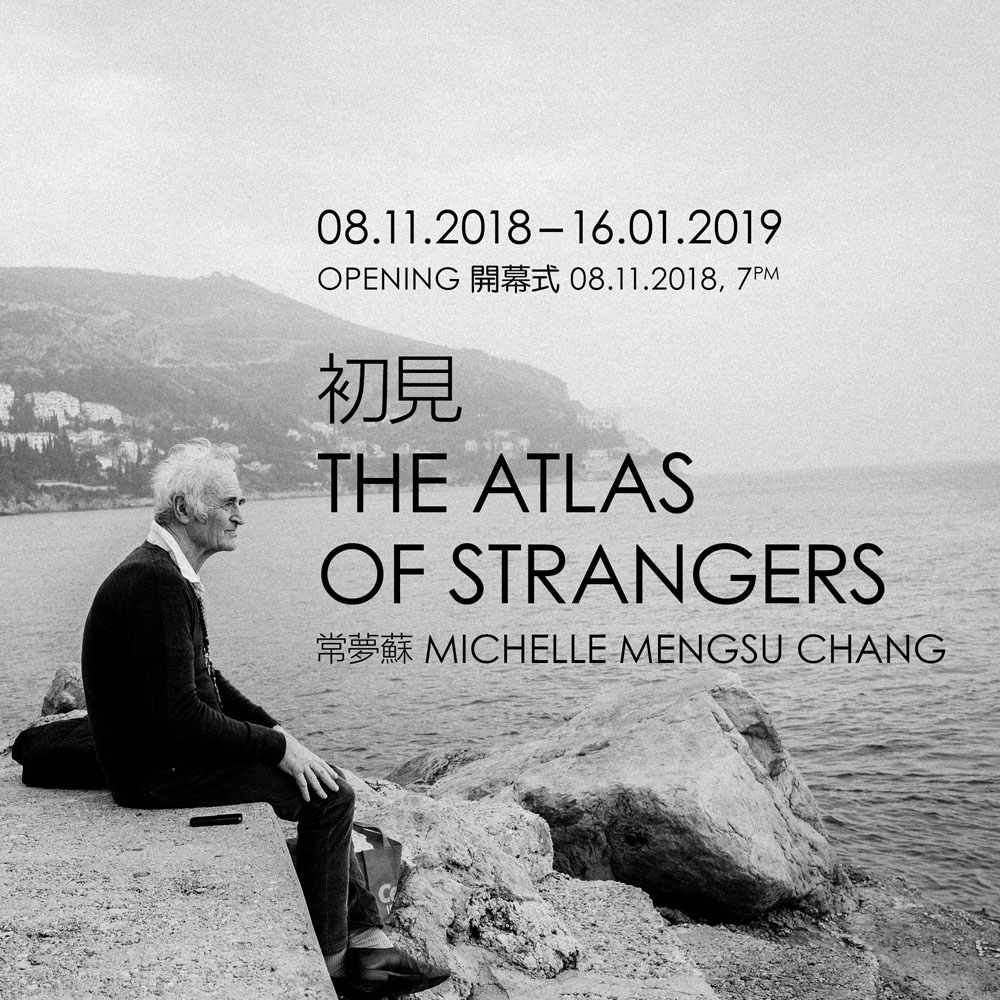 08.11.2018 – 16.01.2019
OPENING 開幕式 08.11.2018, 7PM
初見
THE ATLAS
OF STRANGERS
常夢蘇 MICHELLE MENGSU CHANG